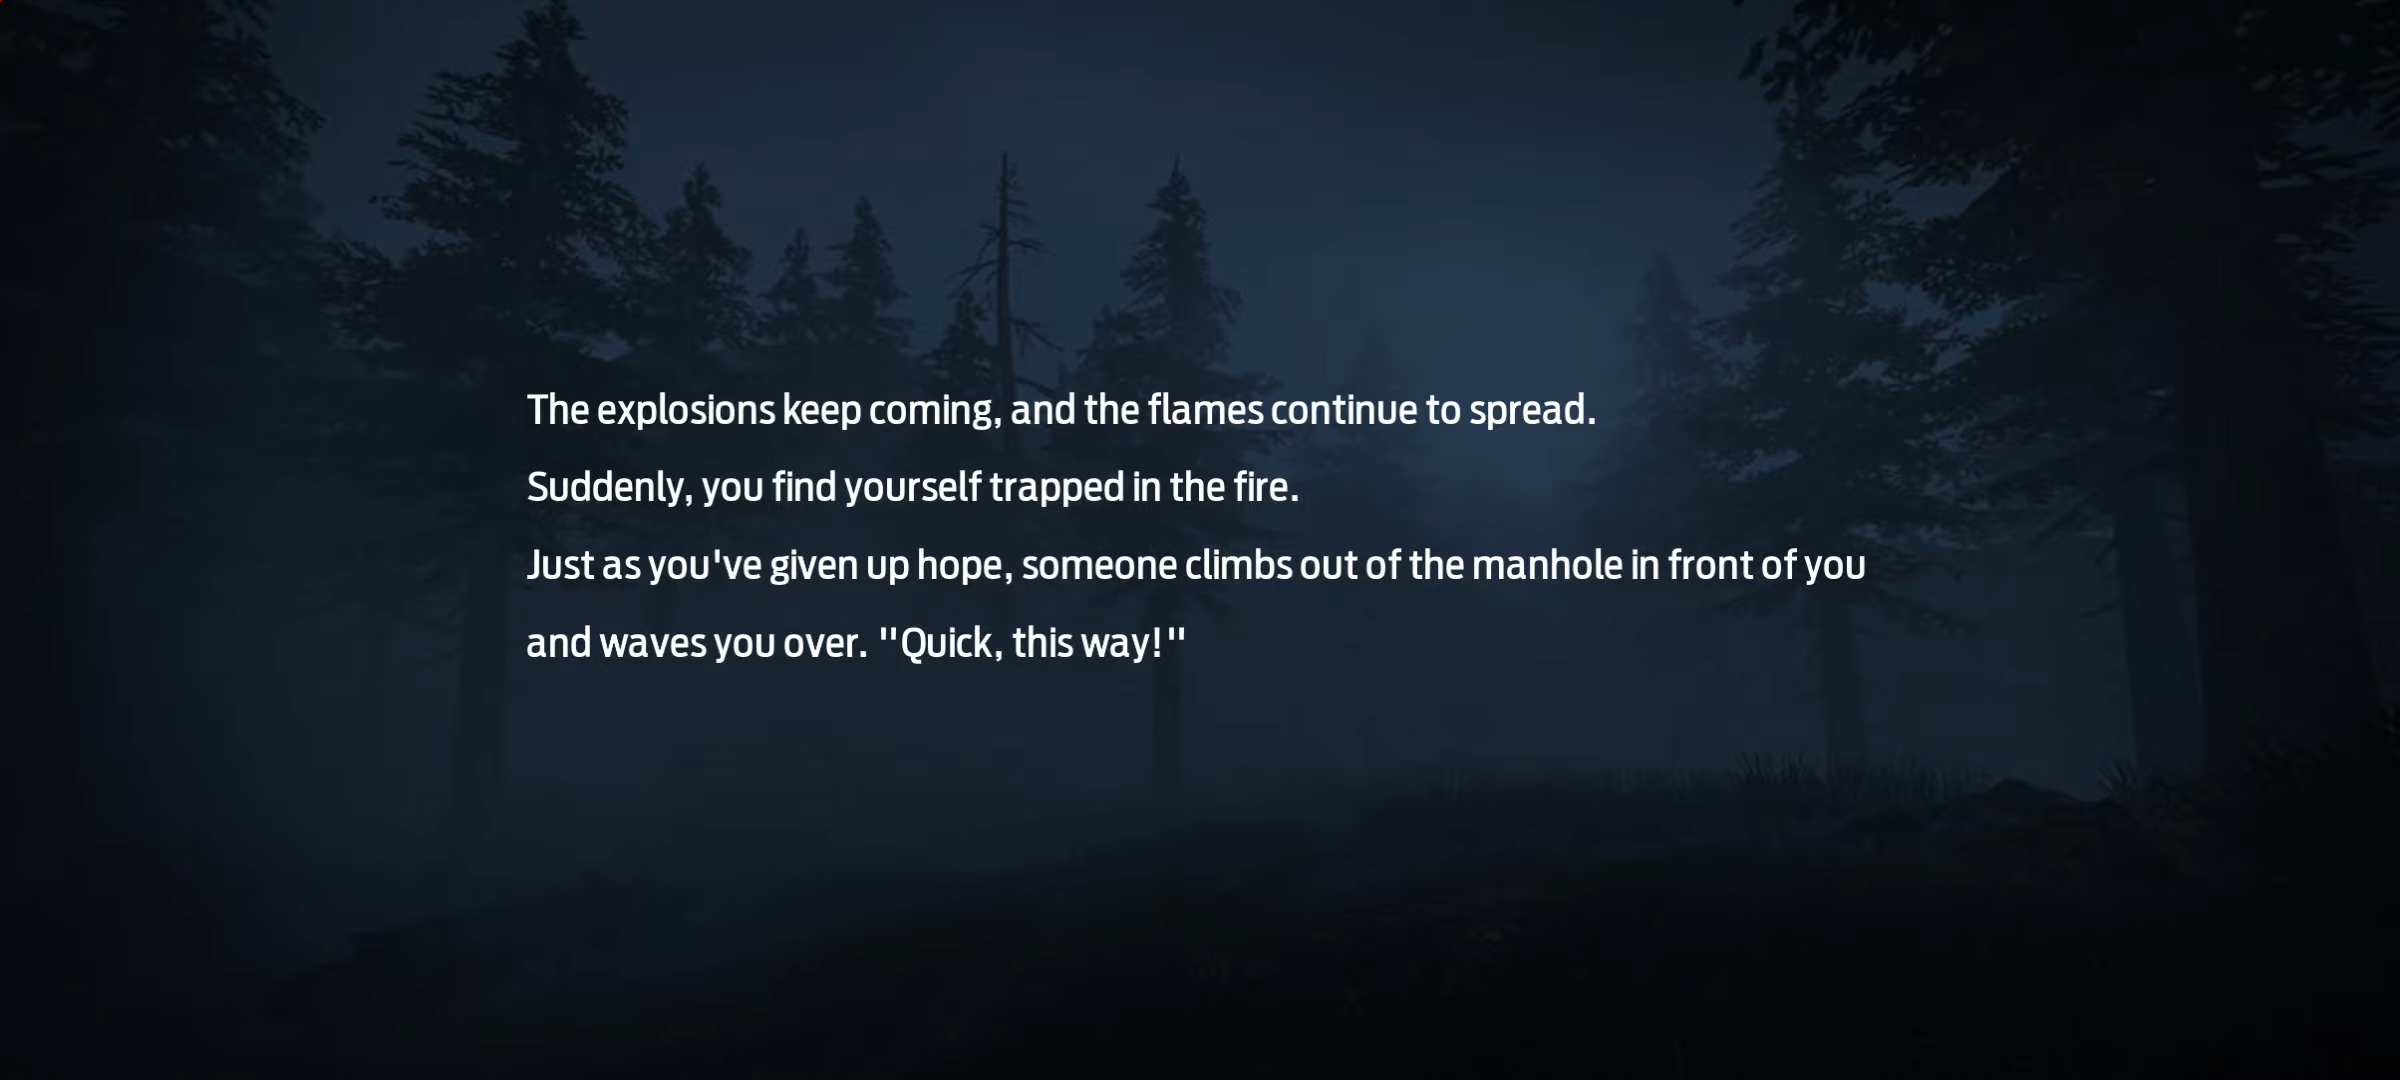 The explosions keep coming, and the flames continue to spread.
Suddenly, you find yourself trapped in the fire.
Just as you've given up hope, someone climbs out of the manhole in front of you
and waves you over. "Quick, this way!"